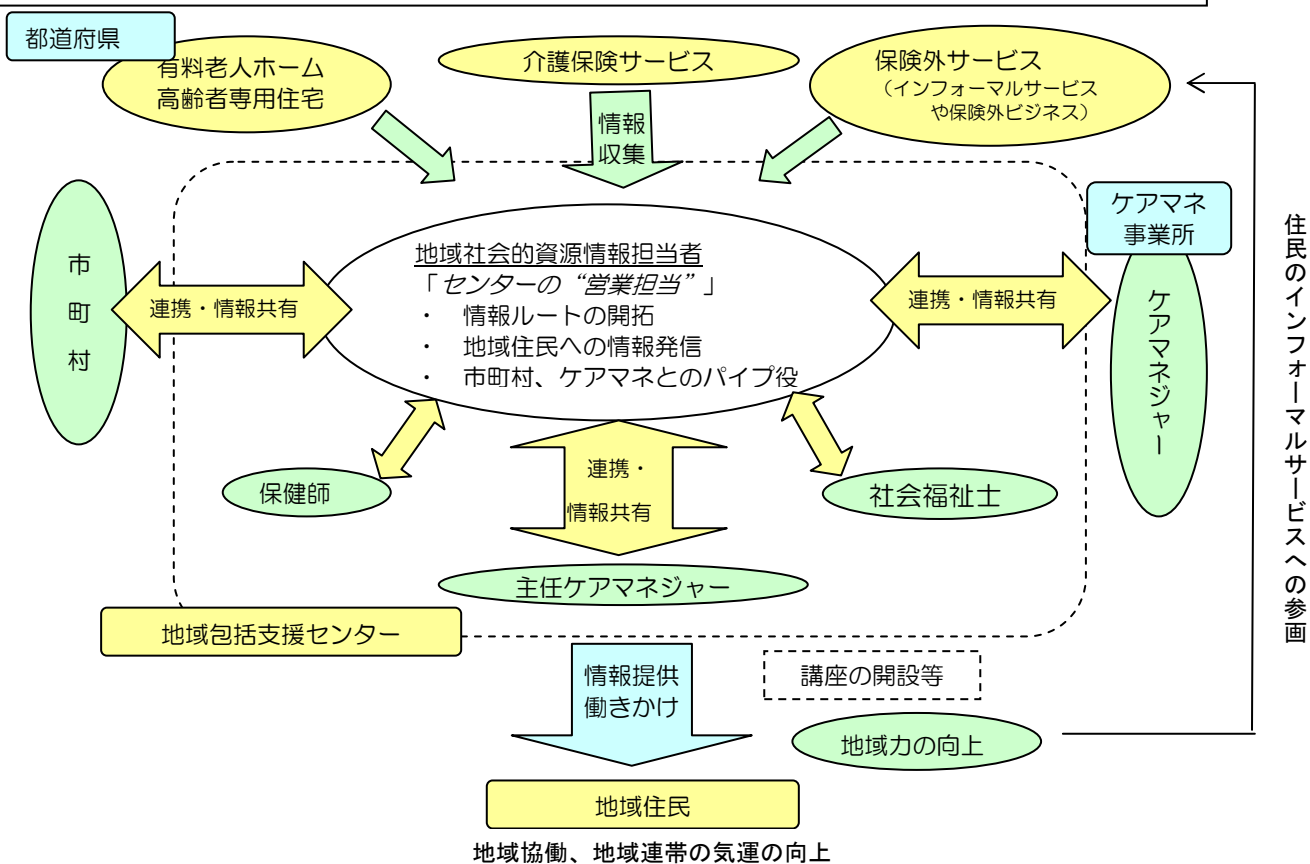 都道府県
有料老人ホーム
高齢者専用住宅
介護保険サービス
保険外サービス
（インフォーマルサービス
や保険外ビジネス）
情報
収集
ケアマネ
事業所
市町村
連携・情報共有
地域社会的資源情報担当者
「センターの“営業担当”」
・　情報ルートの開拓
・　地域住民への情報発信
・　市町村、ケアマネとのパイプ役
連携・情報共有
ケアマネジャー
住民のインフォーマルサービスへの参画
保健師
連携・
情報共有
社会福祉士
主任ケアマネジャー
地域包括支援センター
情報提供
働きかけ
講座の開設等
地域力の向上
地域住民
地域協働、地域連帯の気運の向上